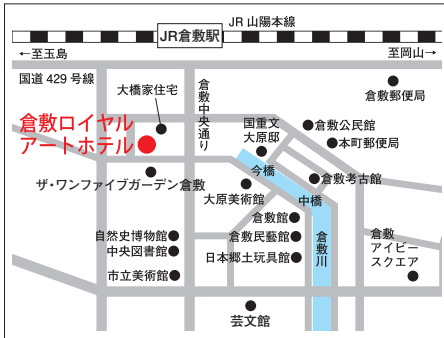 JR 山陽本線
JR倉敷駅
←至玉島
至岡山→
国道 429 号線
倉敷郵便局
大橋家住宅
倉敷中央通り
国重文
大原邸
倉敷公民館
本町郵便局
倉敷ロイヤル
アートホテル
今橋
ザ・ワンファイブガーデン倉敷
大原美術館
中橋
倉敷考古館
倉敷館
自然史博物館
倉敷民藝館
倉敷川
倉敷
アイビー
スクエア
中央図書館
日本郷土玩具館
市立美術館
芸文館